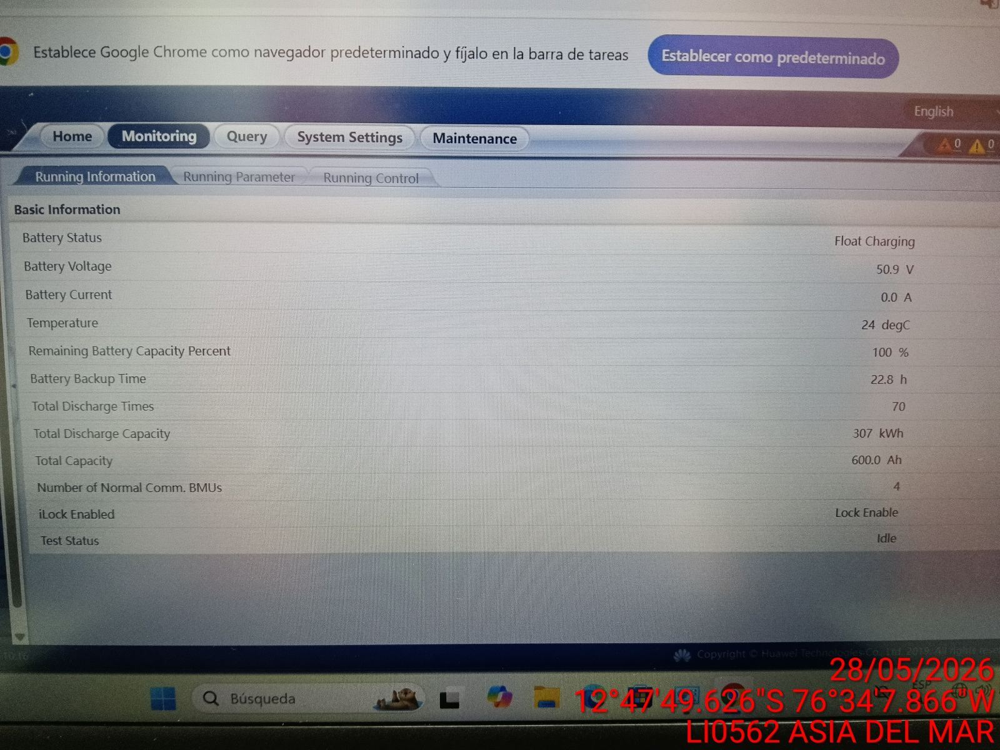 Establece Google Chrome como navegador predeterminado y fíjalo en la barra de tareas
Establecer como predeterminado
English
Home
Monitoring
Query
System Settings
Maintenance
0
0
Running Information
Running Parameter
Running Control
Basic Information
Battery Status Float Charging
Battery Voltage 50.9 V
Battery Current 0.0 A
Temperature 24 degC
Remaining Battery Capacity Percent 100 %
Battery Backup Time 22.8 h
Total Discharge Times 70
Total Discharge Capacity 307 kWh
Total Capacity 600.0 Ah
Number of Normal Comm. BMUs 4
iLock Enabled Lock Enable
Test Status Idle
Copyright © Huawei Technologies Co., Ltd. 2019. All rights
Búsqueda
ESP
28/05/2026
12°47'49.626"S 76°34'7.866"W
LI0562 ASIA DEL MAR